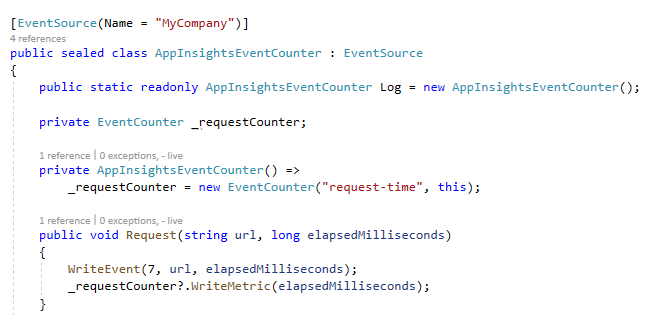 [EventSource(Name = "MyCompany")]
4 references
public sealed class AppInsightsEventCounter : EventSource
{
public static readonly AppInsightsEventCounter Log = new AppInsightsEventCounter();
private EventCounter _requestCounter;
1 reference | 0 exceptions, - live
private AppInsightsEventCounter() =>
_requestCounter = new EventCounter("request-time", this);
1 reference | 0 exceptions, - live
public void Request(string url, long elapsedMilliseconds)
{
WriteEvent(7, url, elapsedMilliseconds);
_requestCounter?.WriteMetric(elapsedMilliseconds);
}